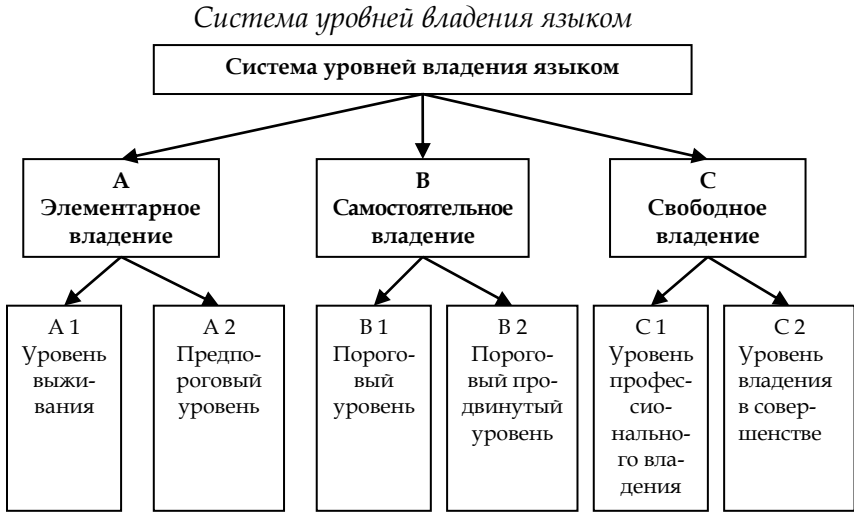 Система уровней владения языком
Система уровней владения языком
A
Элементарное
владение
B
Самостоятельное
владение
C
Свободное
владение
A 1
Уровень
выжи-
вания
A 2
Предпо-
роговый
уровень
B 1
Порого-
вый
уровень
B 2
Порого-
вый про-
двинутый
уровень
C 1
Уровень
профес-
сио-
нально-
го вла-
дения
C 2
Уровень
владения
в совер-
шенстве